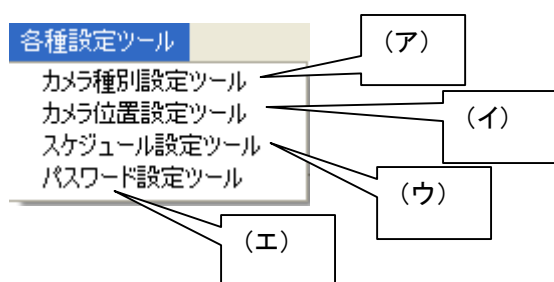 各種設定ツール
カメラ種別設定ツール
カメラ位置設定ツール
スケジュール設定ツール
パスワード設定ツール
（ア）
（イ）
（ウ）
（エ）